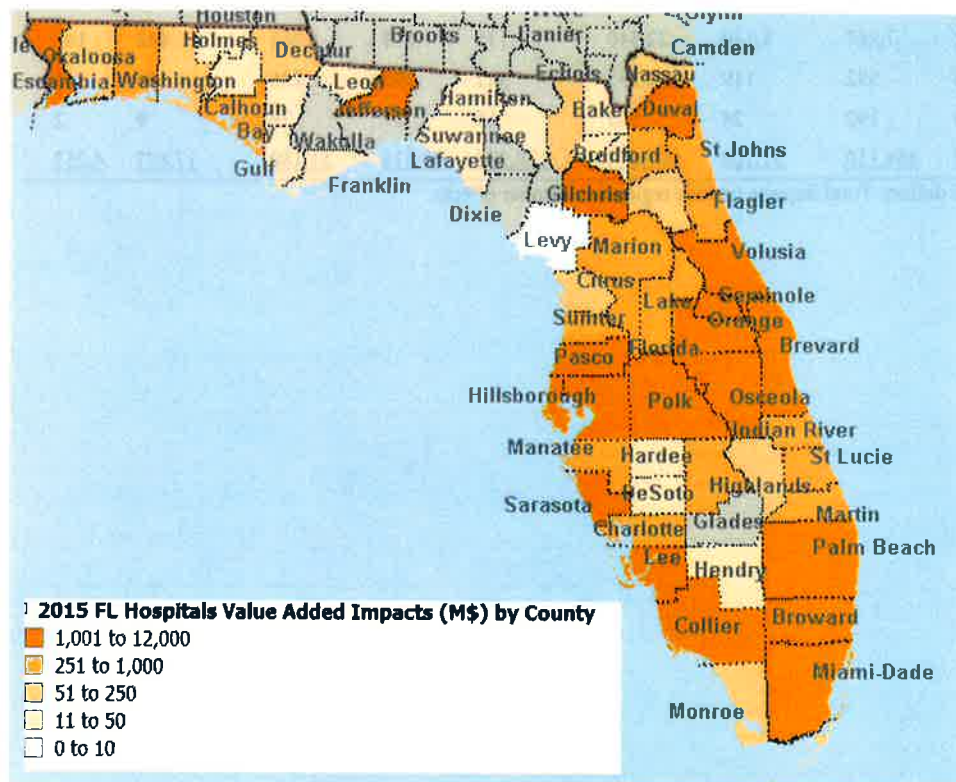 Houston
Glynn
Brooks
Lanier
Camden
Holmes
Decatur
Okaloosa
Echols
Nassau
Escambia
Washington
Leon
Hamilton
Baker
Duval
Calhoun
Jefferson
Bay
Wakulla
Suwannee
Bradford
St Johns
Gulf
Lafayette
Franklin
Gilchrist
Flagler
Dixie
Levy
Marion
Volusia
Citrus
Lake
Seminole
Sumter
Orange
Florida
Brevard
Pasco
Hillsborough
Polk
Osceola
Indian River
Manatee
Hardee
St Lucie
Highlands
DeSoto
Sarasota
Martin
Charlotte
Glades
Palm Beach
Lee
Hendry
Collier
Broward
Miami-Dade
Monroe
2015 FL Hospitals Value Added Impacts (M$) by County
1,001 to 12,000
251 to 1,000
51 to 250
11 to 50
0 to 10